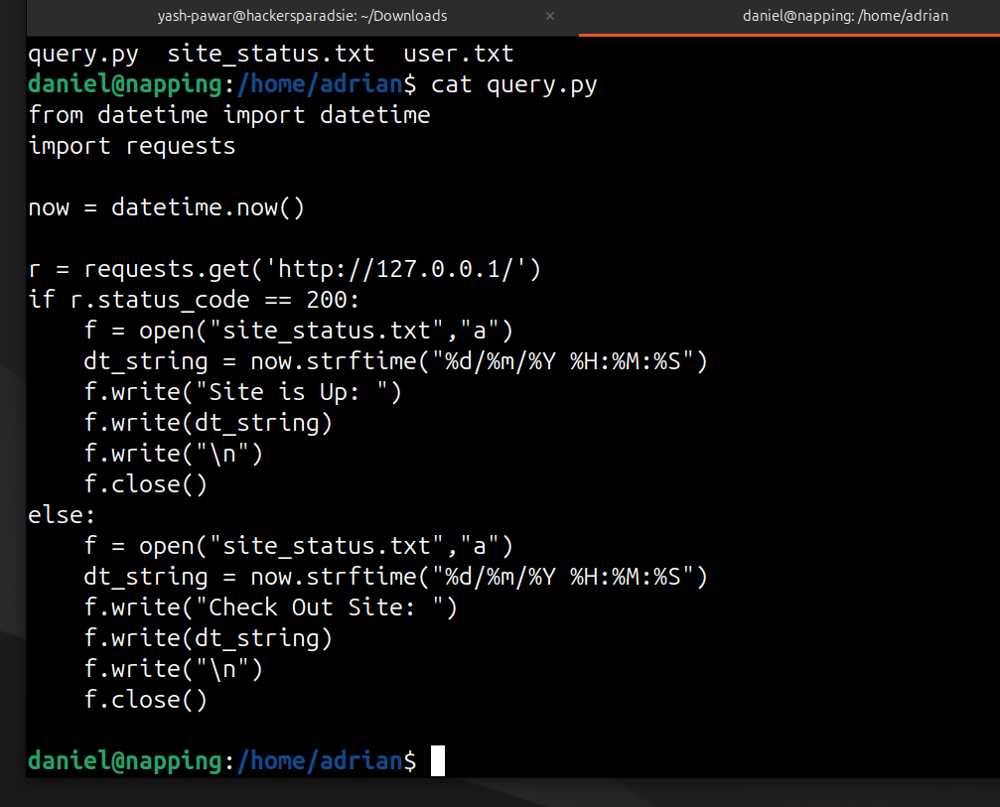 yash-pawar@hackersparadsie: ~/Downloads × daniel@napping: /home/adrian
query.py  site_status.txt  user.txt
daniel@napping:/home/adrian$ cat query.py
from datetime import datetime
import requests

now = datetime.now()

r = requests.get('http://127.0.0.1/')
if r.status_code == 200:
    f = open("site_status.txt","a")
    dt_string = now.strftime("%d/%m/%Y %H:%M:%S")
    f.write("Site is Up: ")
    f.write(dt_string)
    f.write("\n")
    f.close()
else:
    f = open("site_status.txt","a")
    dt_string = now.strftime("%d/%m/%Y %H:%M:%S")
    f.write("Check Out Site: ")
    f.write(dt_string)
    f.write("\n")
    f.close()

daniel@napping:/home/adrian$